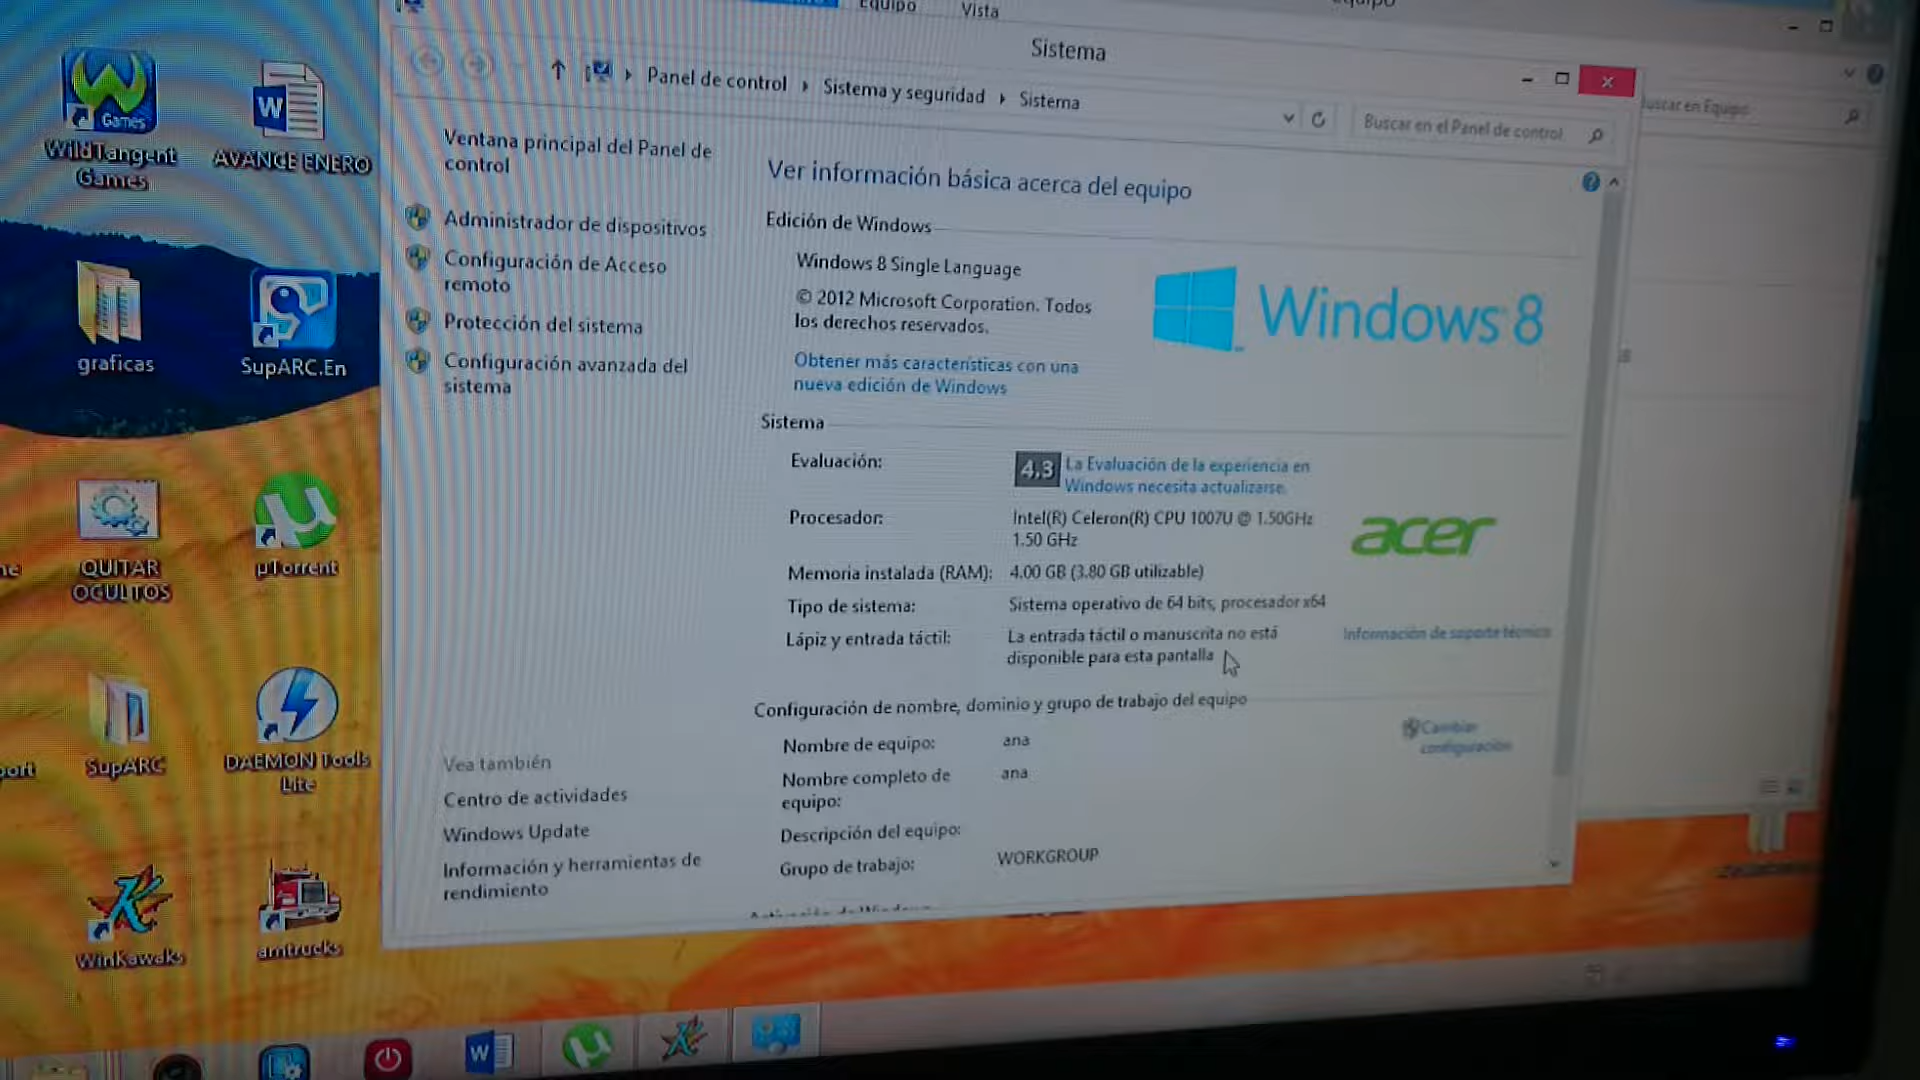 Equipo
Vista
Sistema
Panel de control
Sistema y seguridad
Sistema
Buscar en el Panel de control
Buscar en Equipo
Ventana principal del Panel de
control
Administrador de dispositivos
Configuración de Acceso
remoto
Protección del sistema
Configuración avanzada del
sistema
Ver información básica acerca del equipo
Edición de Windows
Windows 8 Single Language
© 2012 Microsoft Corporation. Todos
los derechos reservados.
Obtener más características con una
nueva edición de Windows
Windows 8
Sistema
Evaluación:
4,3
La Evaluación de la experiencia en
Windows necesita actualizarse.
Procesador:
Intel(R) Celeron(R) CPU 1007U @ 1.50GHz
1.50 GHz
acer
Memoria instalada (RAM):
4.00 GB (3.80 GB utilizable)
Tipo de sistema:
Sistema operativo de 64 bits, procesador x64
Lápiz y entrada táctil:
La entrada táctil o manuscrita no está
disponible para esta pantalla
Información de soporte técnico
Configuración de nombre, dominio y grupo de trabajo del equipo
Nombre de equipo:
ana
Cambiar
configuración
Nombre completo de
equipo:
ana
Descripción del equipo:
Grupo de trabajo:
WORKGROUP
Vea también
Centro de actividades
Windows Update
Información y herramientas de
rendimiento
Games
WildTangent
Games
AVANCE ENERO
graficas
SupARC.En
QUITAR
OCULTOS
µTorrent
SupARC
DAEMON Tools
Lite
WinKawaks
amtrucks